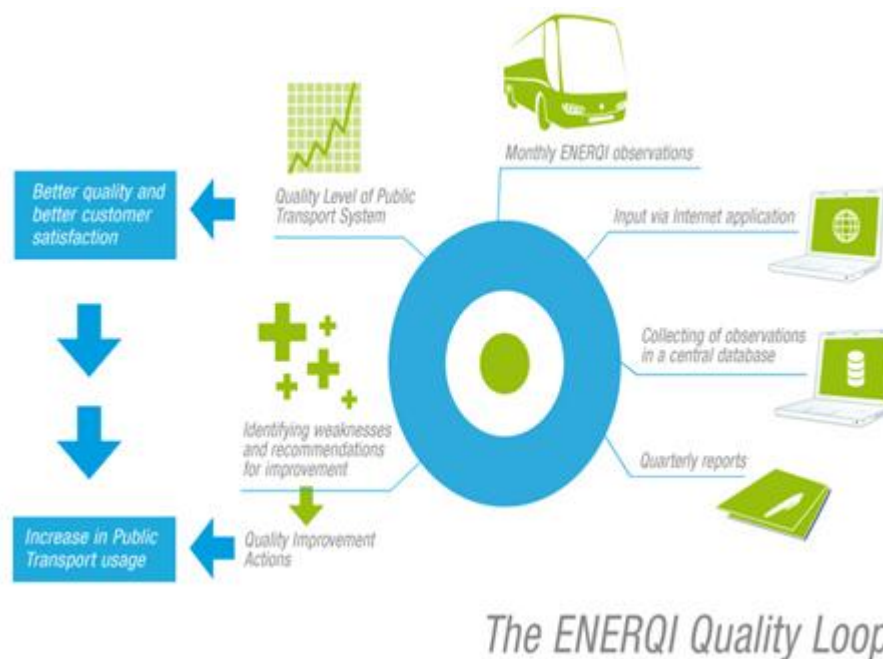 Monthly ENERQI observations
Quality Level of Public
Transport System
Better quality and
better customer
satisfaction
Input via Internet application
Collecting of observations
in a central database
Identifying weaknesses
and recommendations
for improvement
Quarterly reports
Quality Improvement
Actions
Increase in Public
Transport usage
The ENERQI Quality Loop